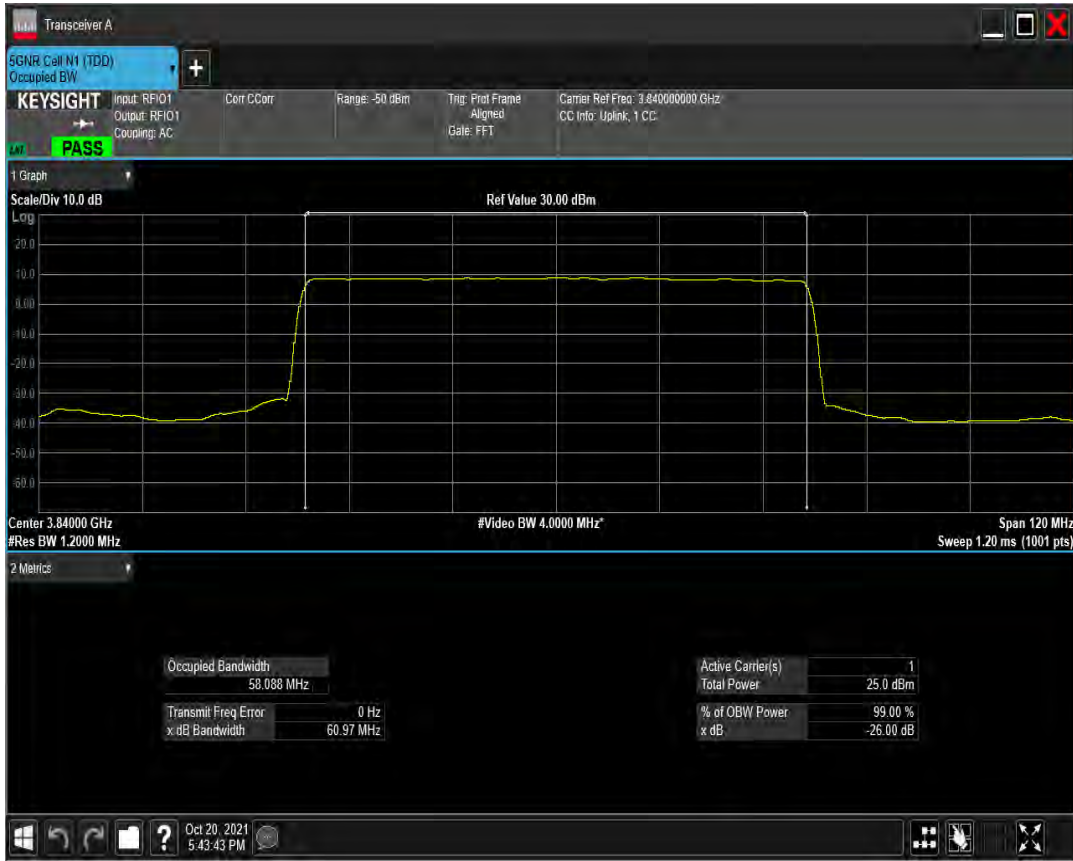 Transceiver A
5GNR Cell N1 (TDD)
Occupied BW
+
KEYSIGHT
PASS
Input: RFIO1
Output: RFIO1
Coupling: AC
Corr CCorr
Range: -50 dBm
Trig: Prot Frame
Aligned
Gate: FFT
Carrier Ref Freq: 3.840000000 GHz
CC Info: Uplink, 1 CC
1 Graph
Scale/Div 10.0 dB
Ref Value 30.00 dBm
Log
20.0
10.0
0.00
-10.0
-20.0
-30.0
-40.0
-50.0
-60.0
Center 3.84000 GHz
#Video BW 4.0000 MHz*
Span 120 MHz
#Res BW 1.2000 MHz
Sweep 1.20 ms (1001 pts)
2 Metrics
Occupied Bandwidth
58.088 MHz
Transmit Freq Error 0 Hz
x dB Bandwidth 60.97 MHz
Active Carrier(s) 1
Total Power 25.0 dBm
% of OBW Power 99.00 %
x dB -26.00 dB
?
Oct 20, 2021
5:43:43 PM